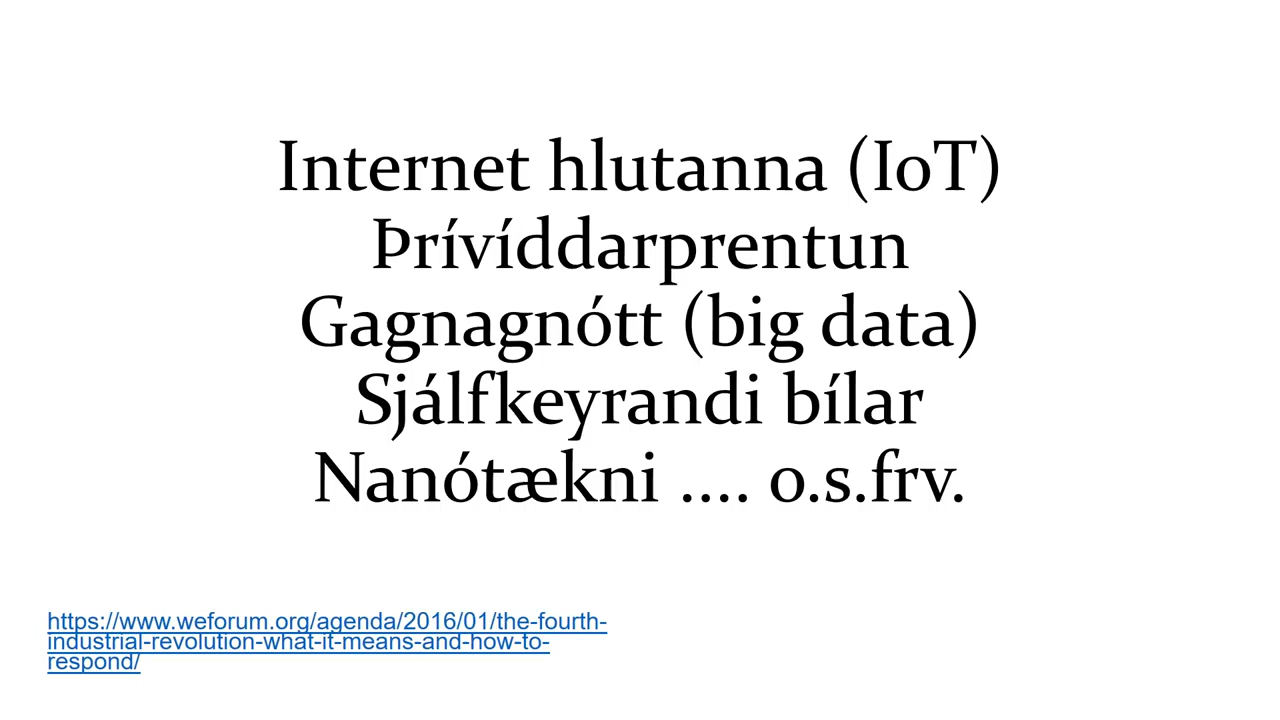 Internet hlutanna (IoT)
Þrívíddarprentun
Gagnagnótt (big data)
Sjálfkeyrandi bílar
Nanótækni .... o.s.frv.
https://www.weforum.org/agenda/2016/01/the-fourth-
industrial-revolution-what-it-means-and-how-to-
respond/